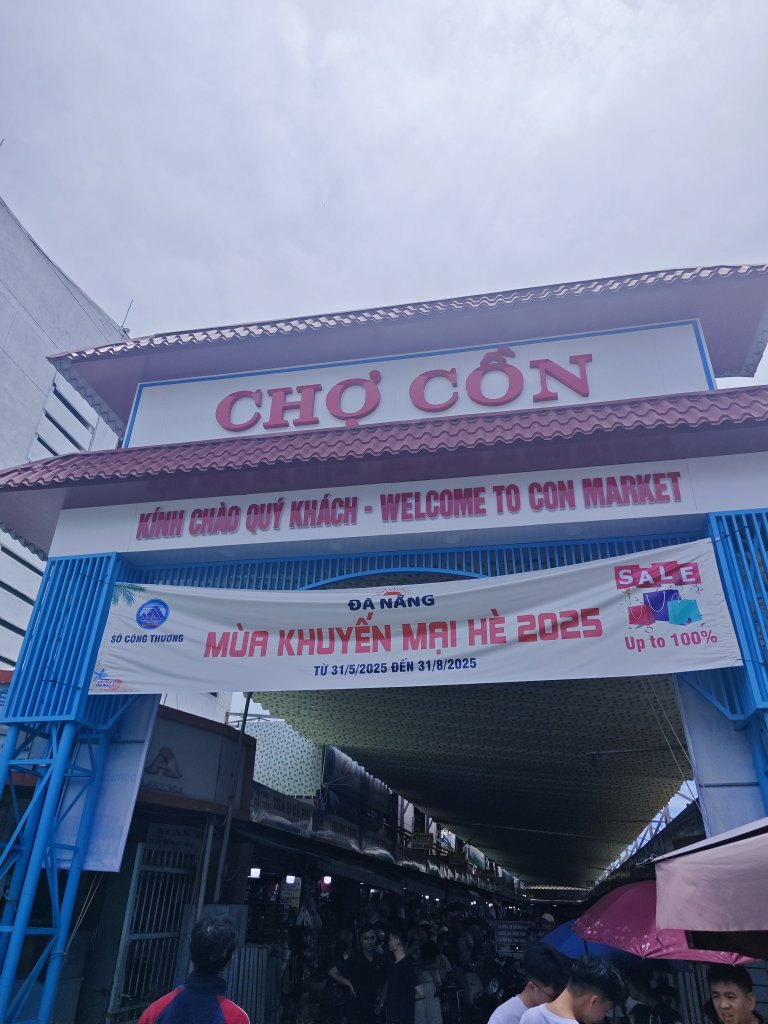 CHỢ CỒN
KÍNH CHÀO QUÝ KHÁCH - WELCOME TO CON MARKET
ĐÀ NẴNG
SỞ CÔNG THƯƠNG
MÙA KHUYẾN MẠI HÈ 2025
TỪ 31/5/2025 ĐẾN 31/8/2025
SALE
Up to 100%